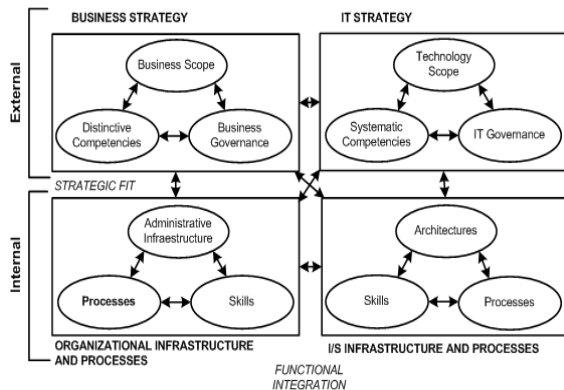 BUSINESS STRATEGY
IT STRATEGY
External
Business Scope
Distinctive
Competencies
Business
Governance
Technology
Scope
Systematic
Competencies
IT Governance
STRATEGIC FIT
Internal
Administrative
Infraestructure
Processes
Skills
Architectures
Skills
Processes
ORGANIZATIONAL INFRASTRUCTURE
AND PROCESSES
I/S INFRASTRUCTURE AND PROCESSES
FUNCTIONAL
INTEGRATION